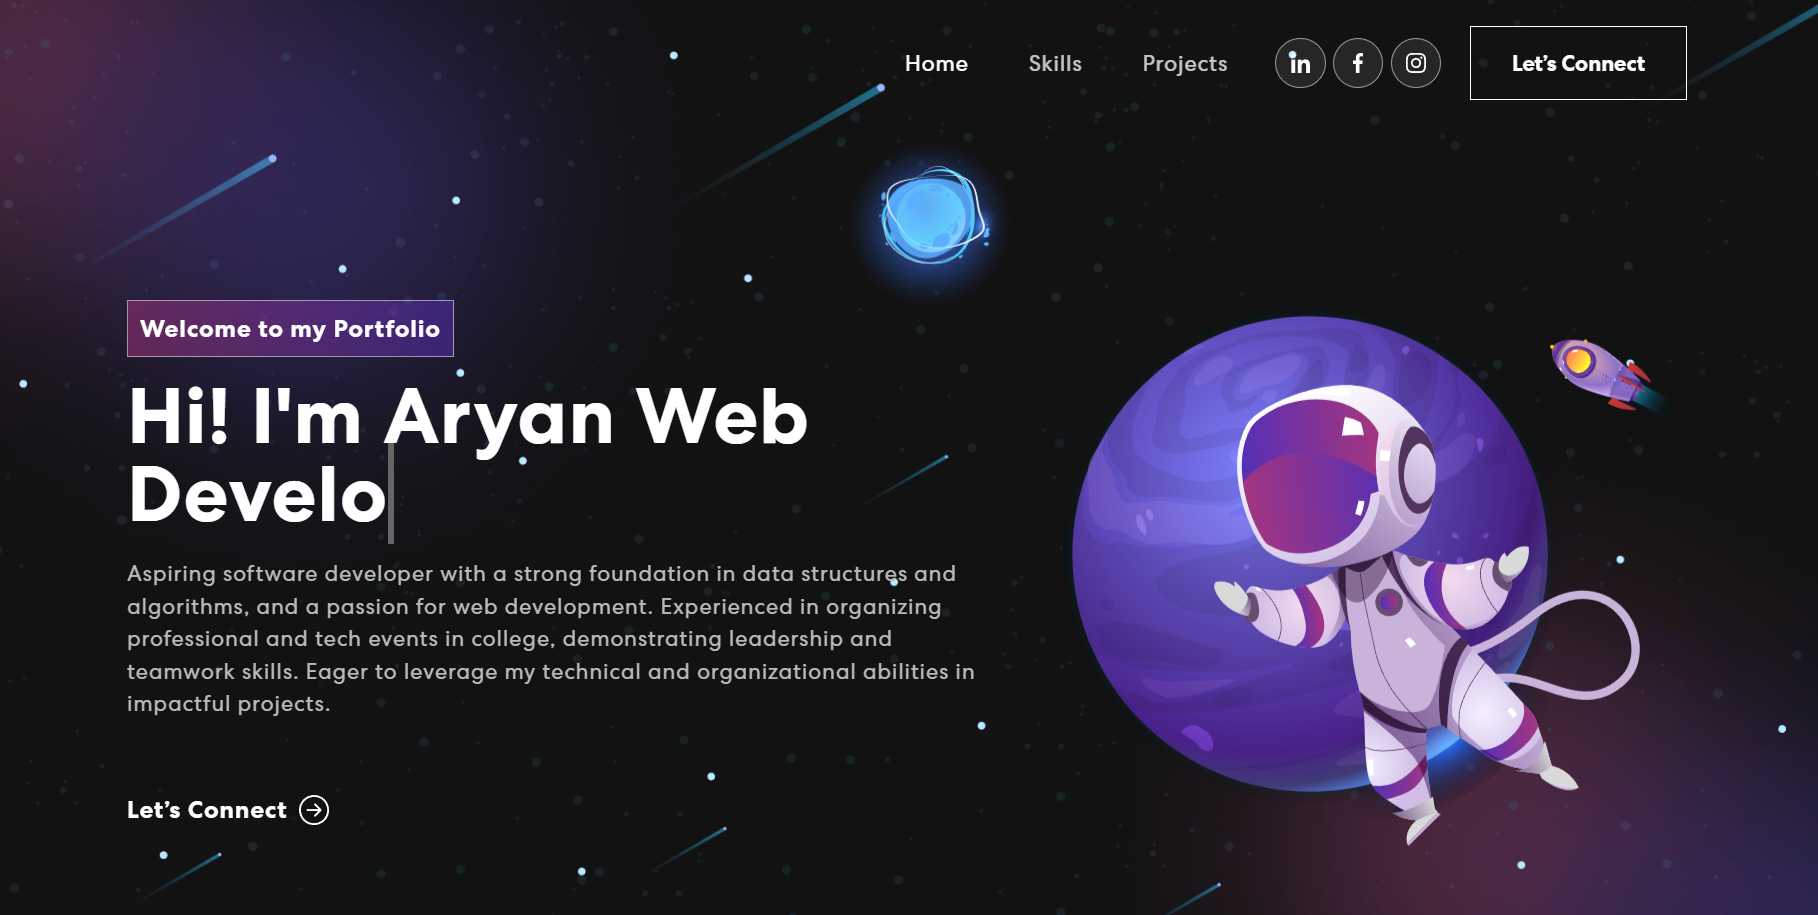 Home Skills Projects in f Let's Connect
Welcome to my Portfolio
Hi! I'm Aryan Web
Develo
Aspiring software developer with a strong foundation in data structures and
algorithms, and a passion for web development. Experienced in organizing
professional and tech events in college, demonstrating leadership and
teamwork skills. Eager to leverage my technical and organizational abilities in
impactful projects.
Let's Connect